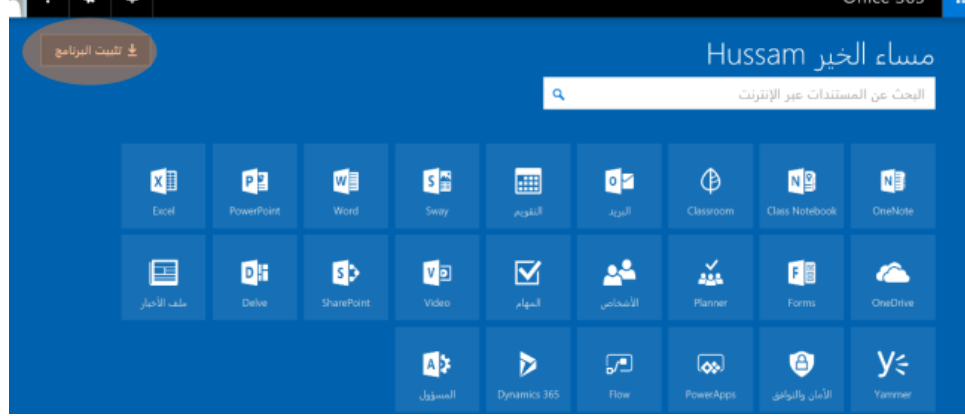 Office 365
تثبيت البرنامج
مساء الخير Hussam
البحث عن المستندات عبر الإنترنت
OneNote
Class Notebook
Classroom
البريد
التقويم
Sway
Word
PowerPoint
Excel
OneDrive
Forms
Planner
الأشخاص
المهام
Video
SharePoint
Delve
ملف الأخبار
Yammer
الأمان والتوافق
PowerApps
Flow
Dynamics 365
المسؤول